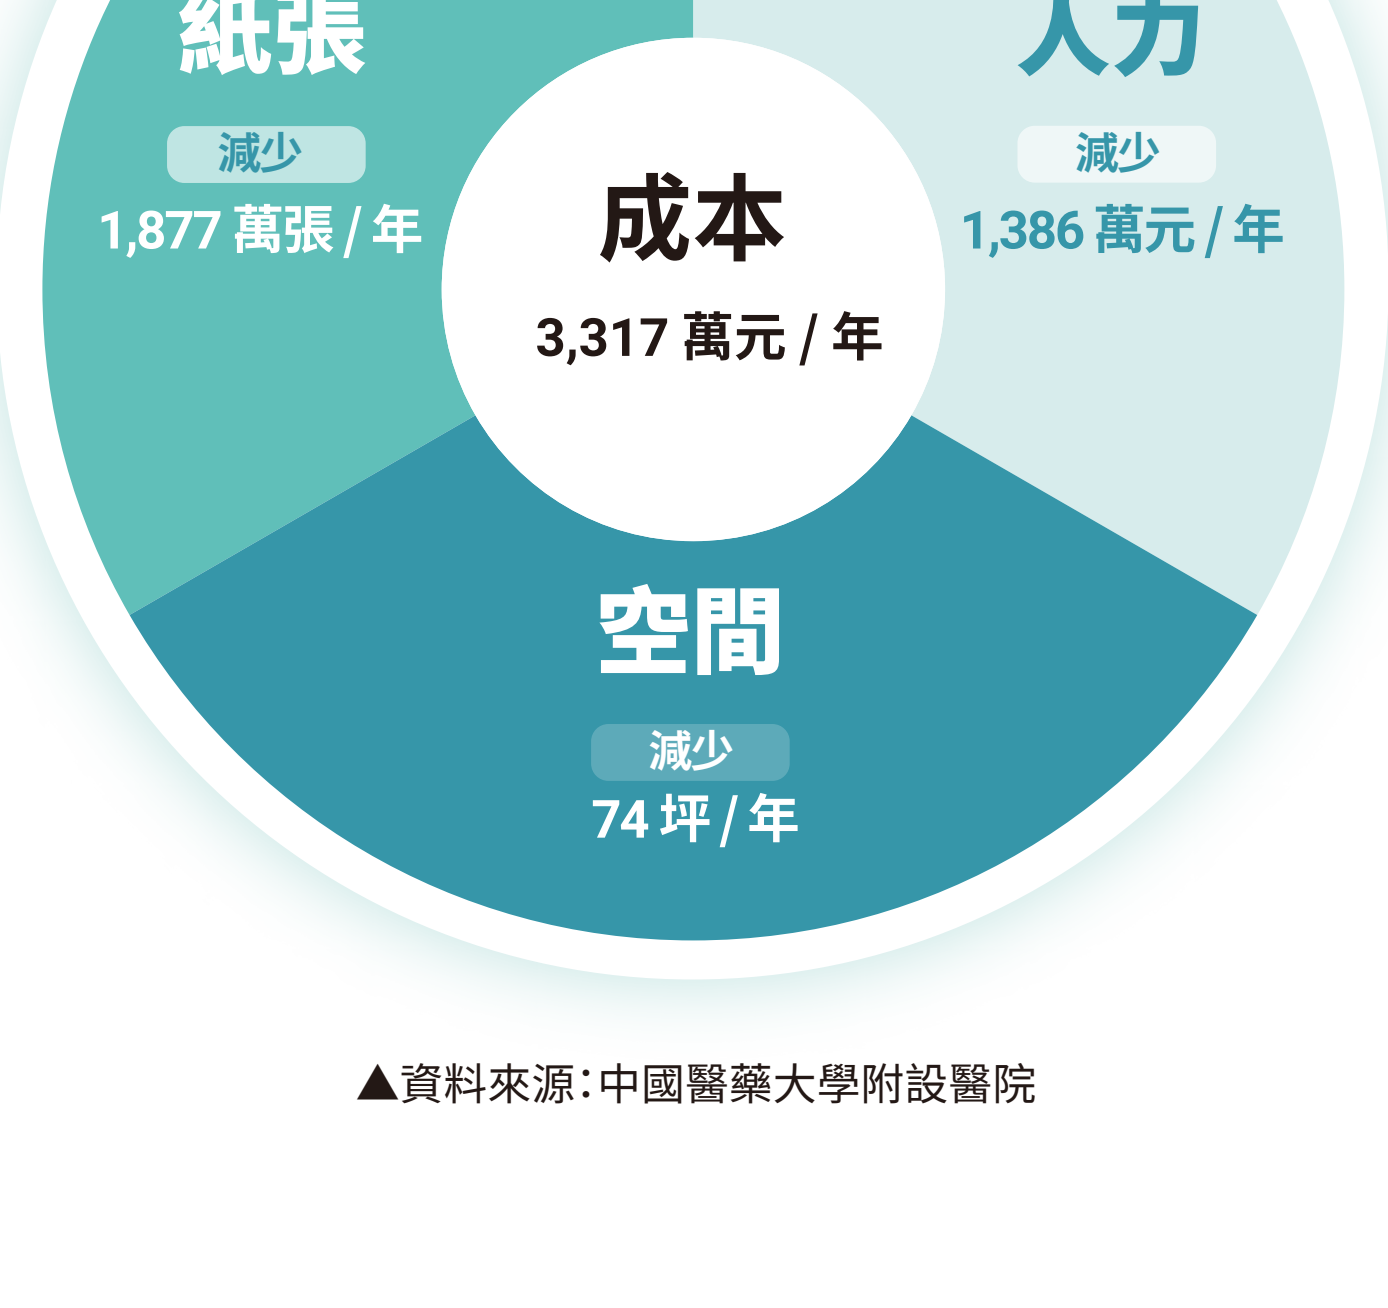 紙張
減少
1,877 萬張 / 年
人力
減少
1,386 萬元 / 年
成本
3,317 萬元 / 年
空間
減少
74 坪 / 年
▲資料來源：中國醫藥大學附設醫院